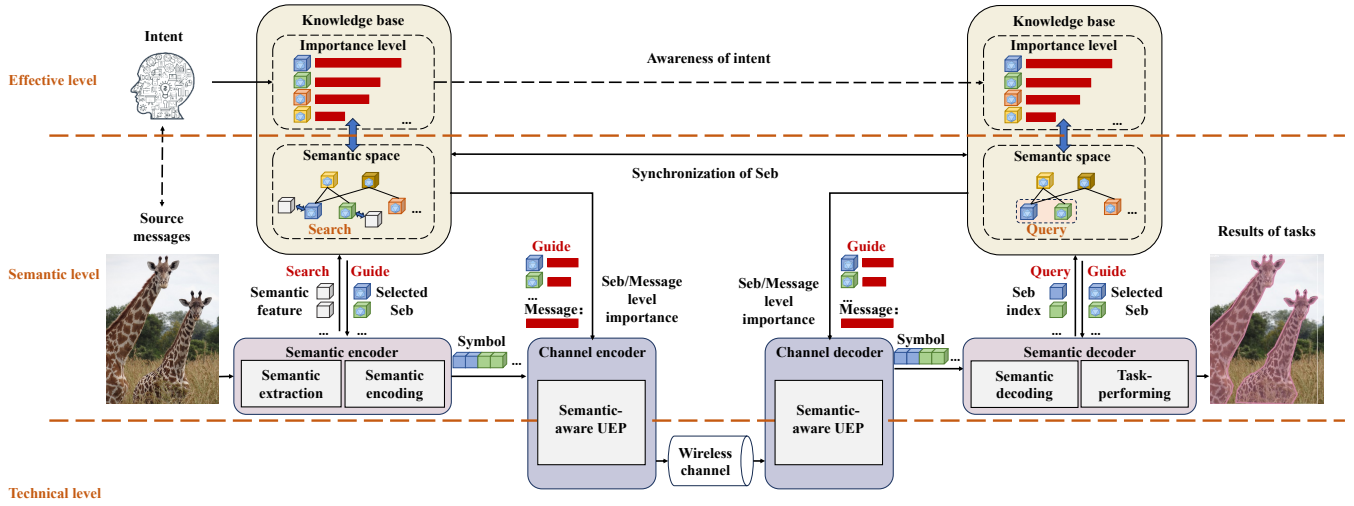 Knowledge base
Knowledge base
Intent
Importance level
Importance level
Effective level
Awareness of intent
...
...
Semantic space
Semantic space
Synchronization of Seb
...
...
Search
Query
Source
messages
Results of tasks
Semantic level
Search
Guide
Semantic
feature
Selected
Seb
...
...
Guide
...
Message:
Seb/Message
level
importance
Seb/Message
level
importance
Guide
...
Message:
Query
Guide
Seb
index
Selected
Seb
...
...
Semantic encoder
Semantic
extraction
Semantic
encoding
Symbol
...
Channel encoder
Semantic-
aware UEP
Wireless
channel
Channel decoder
Semantic-
aware UEP
Symbol
...
Semantic decoder
Semantic
decoding
Task-
performing
Technical level